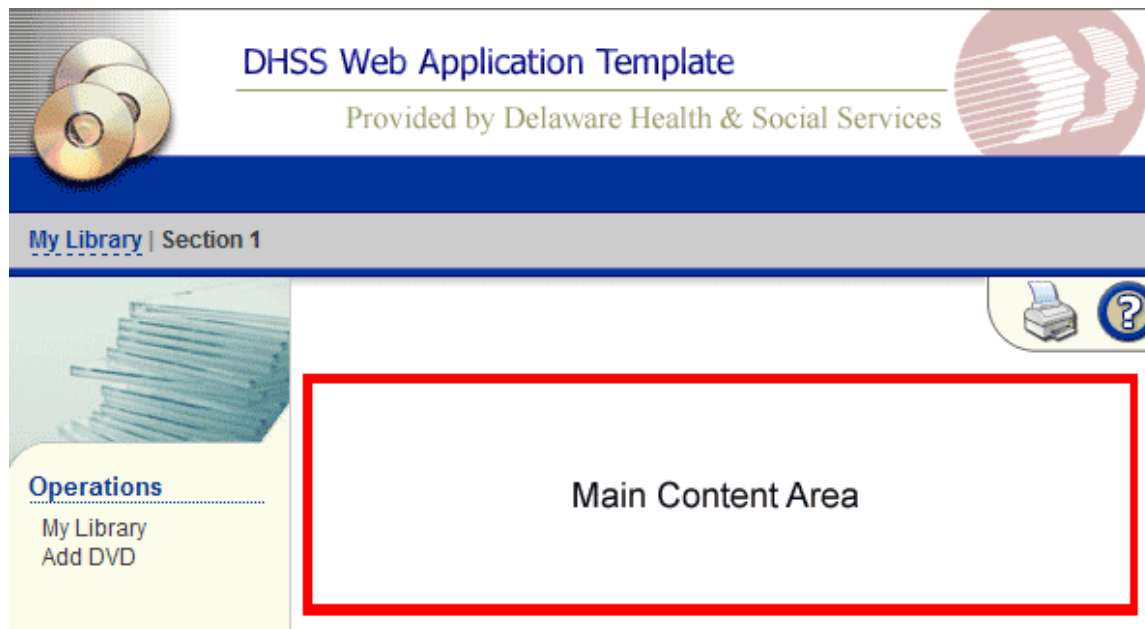 DHSS Web Application Template
Provided by Delaware Health & Social Services
My Library | Section 1
?
Operations
My Library
Add DVD
Main Content Area